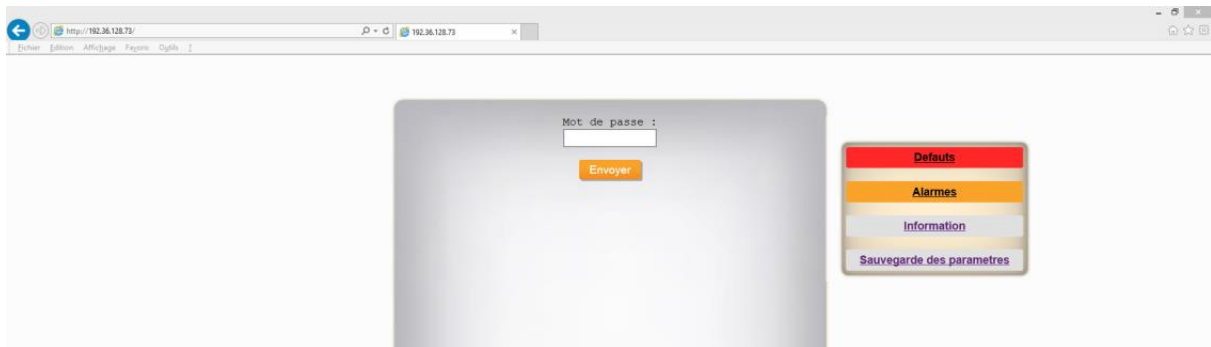 http://192.36.128.73/
192.36.128.73
Fichier Edition Affichage Favoris Outils ?
Mot de passe :
Envoyer
Defauts
Alarmes
Information
Sauvegarde des parametres